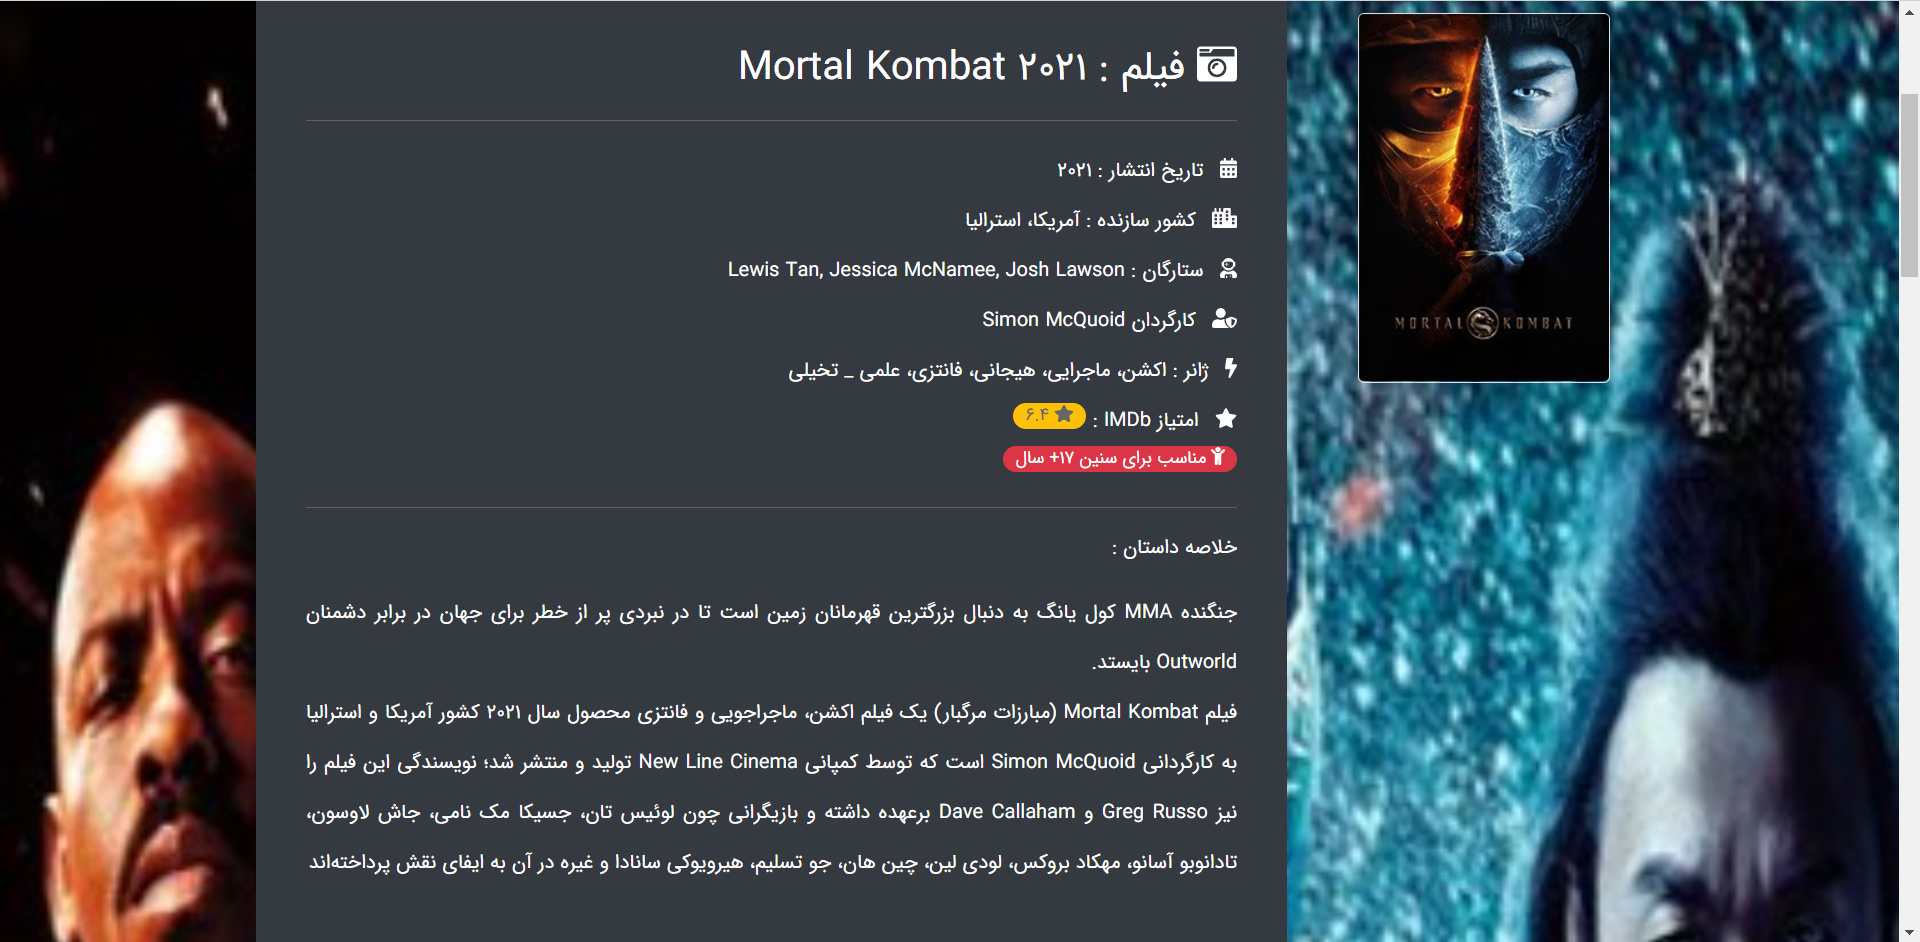 فیلم : Mortal Kombat ۲۰۲۱
تاریخ انتشار : ۲۰۲۱
کشور سازنده : آمریکا، استرالیا
ستارگان : Lewis Tan, Jessica McNamee, Josh Lawson
کارگردان Simon McQuoid
ژانر : اکشن، ماجرایی، هیجانی، فانتزی، علمی _ تخیلی
امتیاز IMDb : ۶.۴
مناسب برای سنین ۱۷+ سال
خلاصه داستان :
جنگنده MMA کول یانگ به دنبال بزرگترین قهرمانان زمین است تا در نبردی پر از خطر برای جهان در برابر دشمنان
Outworld بایستد.
فیلم Mortal Kombat (مبارزات مرگبار) یک فیلم اکشن، ماجراجویی و فانتزی محصول سال ۲۰۲۱ کشور آمریکا و استرالیا
به کارگردانی Simon McQuoid است که توسط کمپانی New Line Cinema تولید و منتشر شد؛ نویسندگی این فیلم را
نیز Greg Russo و Dave Callaham برعهده داشته و بازیگرانی چون لوئیس تان، جسیکا مک نامی، جاش لاوسون،
تادانوبو آسانو، مهکاد بروکس، لودی لین، چین هان، جو تسلیم، هیرویوکی سانادا و غیره در آن به ایفای نقش پرداخته‌اند
MORTAL KOMBAT